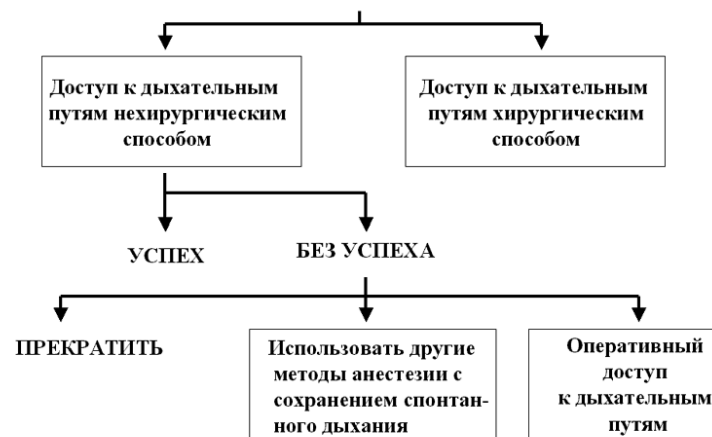 Доступ к дыхательным
путям нехирургическим
способом
Доступ к дыхательным
путям хирургическим
способом
УСПЕХ
БЕЗ УСПЕХА
ПРЕКРАТИТЬ
Использовать другие
методы анестезии с
сохранением спонтан-
ного дыхания
Оперативный
доступ
к дыхательным
путям